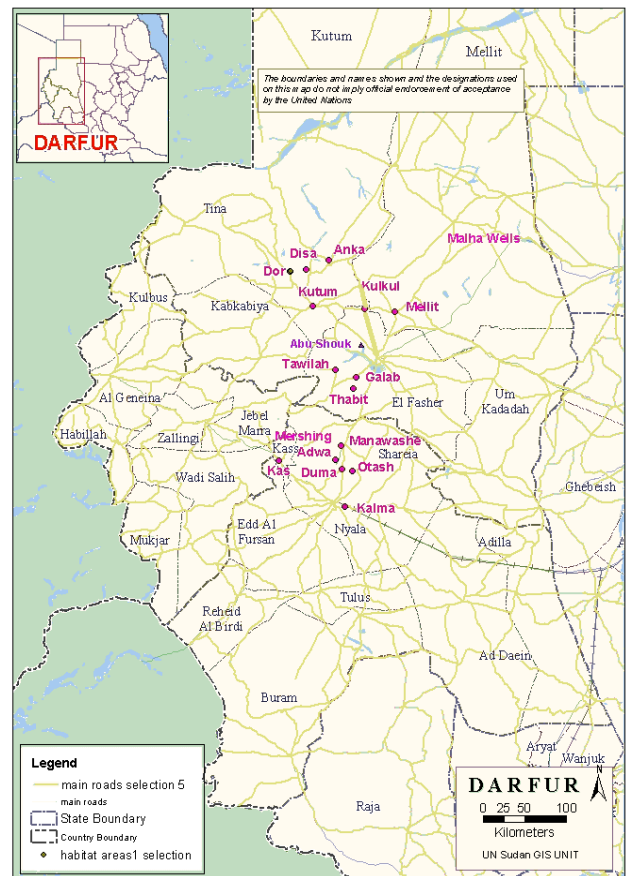 Kutum
Mellit
The boundaries and names shown and the designations used
on this map do not imply official endorsement of acceptance
by the United Nations
DARFUR
Tina
Malha Wells
Disa
Anka
Dor
Kulbus
Kutum
Kulkul
Kabkabiya
Mellit
Abu Shouk
Tawilah
Galab
Thabit
Al Geneina
El Fasher
Um
Kadadah
Jebel
Marra
Habillah
Zallingi
Mershing
Manawashe
Kass
Adwa
Shareia
Kas
Duma
Otash
Wadi Salih
Ghebeish
Kalma
Edd Al
Fursan
Nyala
Mukjar
Adilla
Tulus
Reheid
Al Birdi
Ad Daein
Buram
Aryat
Wanjuk
Raja
Legend
main roads selection 5
main roads
State Boundary
Country Boundary
habitat areas1 selection
DARFUR
N
0 25 50 100
Kilometers
UN Sudan GIS UNIT